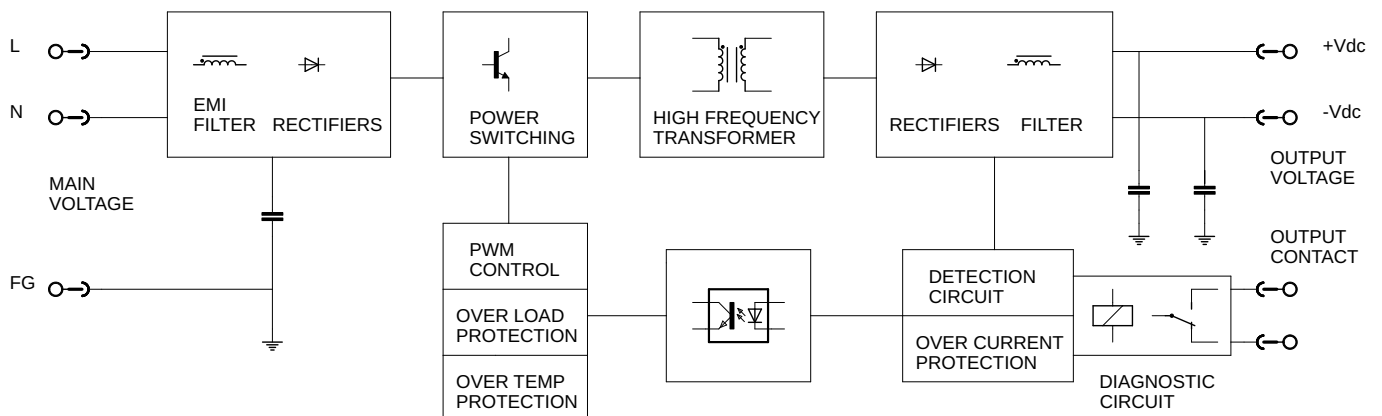 L
N
MAIN
VOLTAGE
FG
EMI
FILTER
RECTIFIERS
POWER
SWITCHING
HIGH FREQUENCY
TRANSFORMER
RECTIFIERS
FILTER
+Vdc
-Vdc
OUTPUT
VOLTAGE
OUTPUT
CONTACT
PWM
CONTROL
OVER LOAD
PROTECTION
OVER TEMP
PROTECTION
DETECTION
CIRCUIT
OVER CURRENT
PROTECTION
DIAGNOSTIC
CIRCUIT